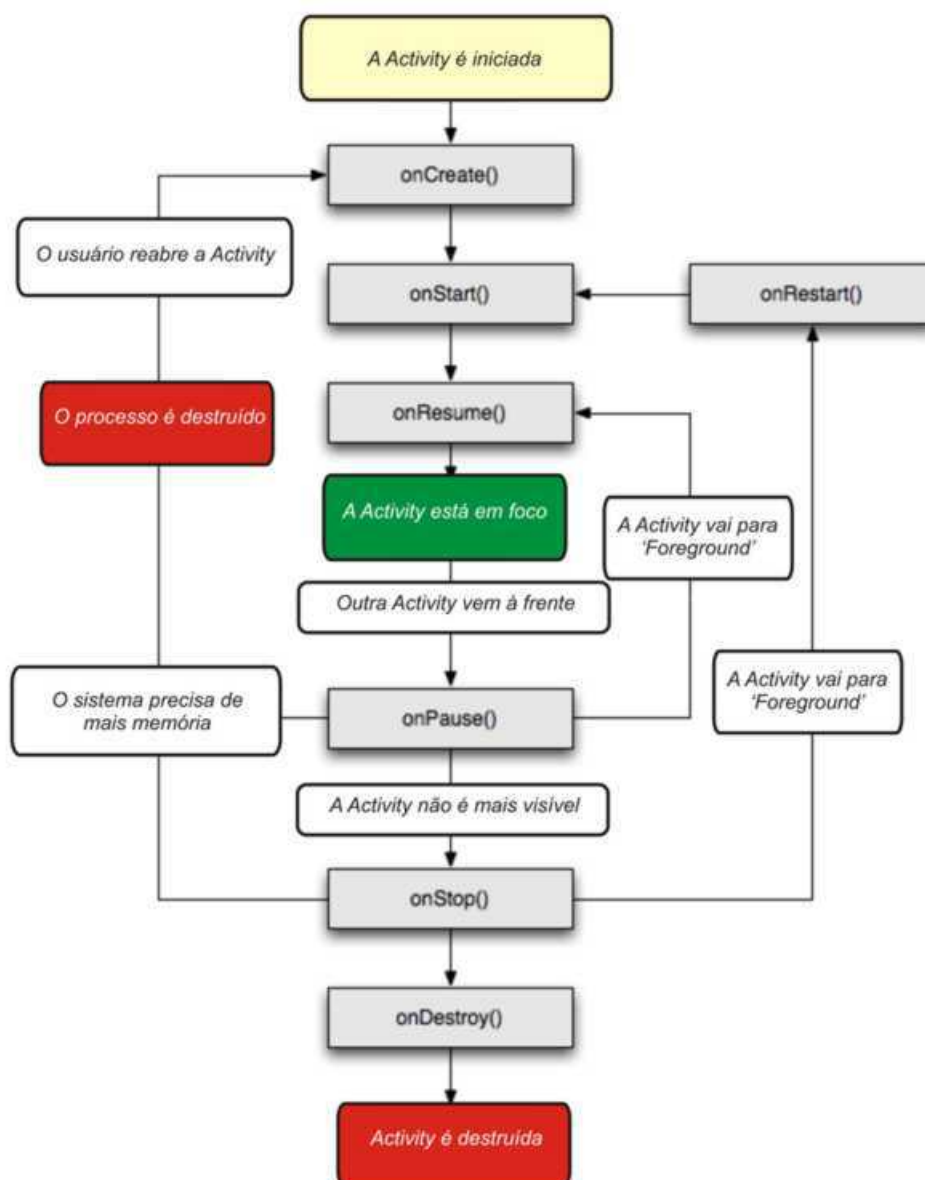 A Activity é iniciada
onCreate()
O usuário reabre a Activity
onStart()
onRestart()
O processo é destruído
onResume()
A Activity está em foco
A Activity vai para
‘Foreground’
Outra Activity vem à frente
O sistema precisa de
mais memória
onPause()
A Activity vai para
‘Foreground’
A Activity não é mais visível
onStop()
onDestroy()
Activity é destruída